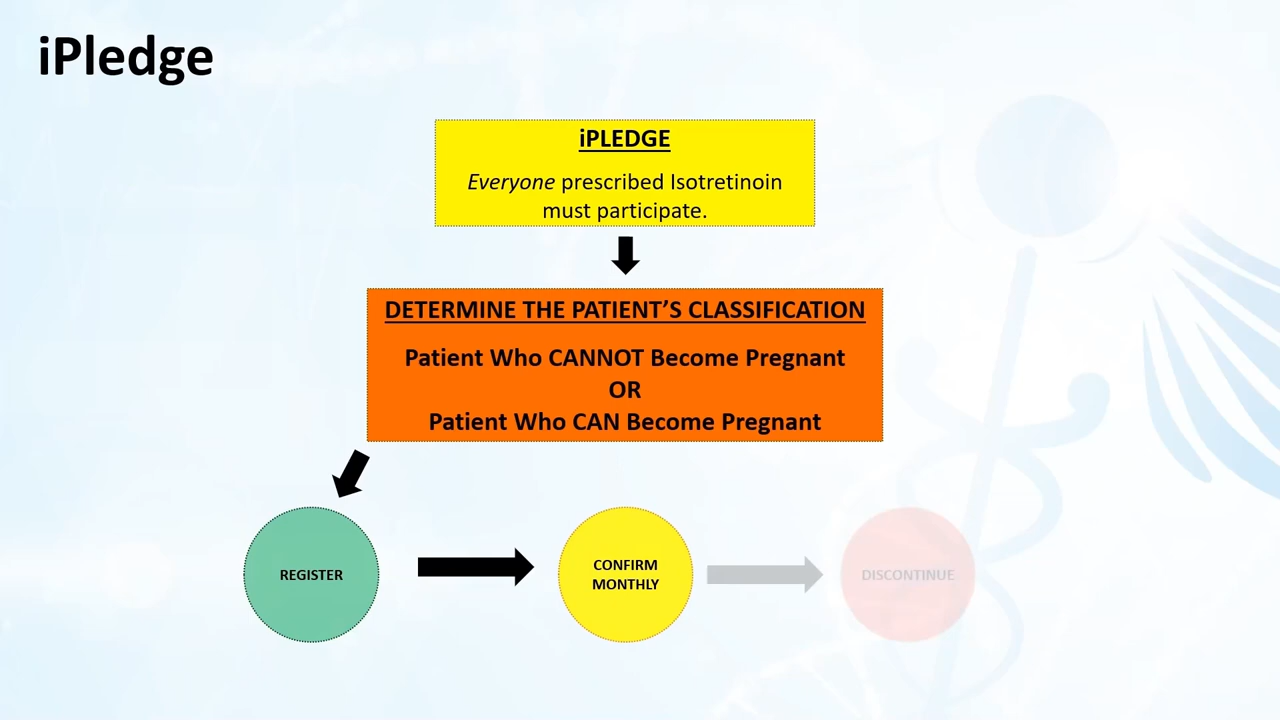 iPledge
iPLEDGE
Everyone prescribed Isotretinoin
must participate.
DETERMINE THE PATIENT’S CLASSIFICATION
Patient Who CANNOT Become Pregnant
OR
Patient Who CAN Become Pregnant
REGISTER
CONFIRM
MONTHLY
DISCONTINUE